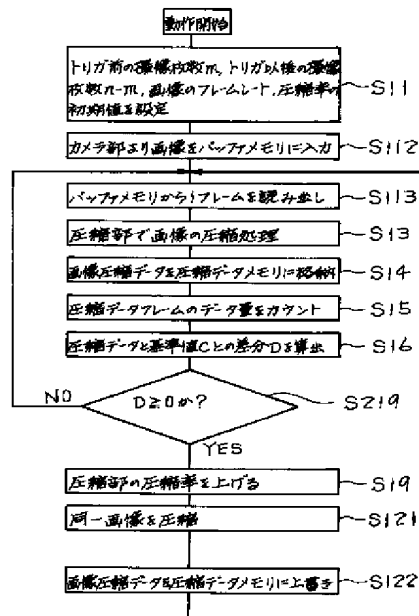 動作開始
トリガ前の撮像枚数m,トリガ以後の撮像
枚数n-m,画像のフレームレート,圧縮率の
初期値を設定
S11
カメラ部より画像をバッファメモリに入力
S112
バッファメモリから1フレームを読み出し
S113
圧縮部で画像の圧縮処理
S13
画像圧縮データを圧縮データメモリに格納
S14
圧縮データフレームのデータ量をカウント
S15
圧縮データと基準値Cとの差分Dを算出
S16
D≧0か?
S219
NO
YES
圧縮部の圧縮率を上げる
S19
同一画像を圧縮
S121
画像圧縮データを圧縮データメモリに上書き
S122